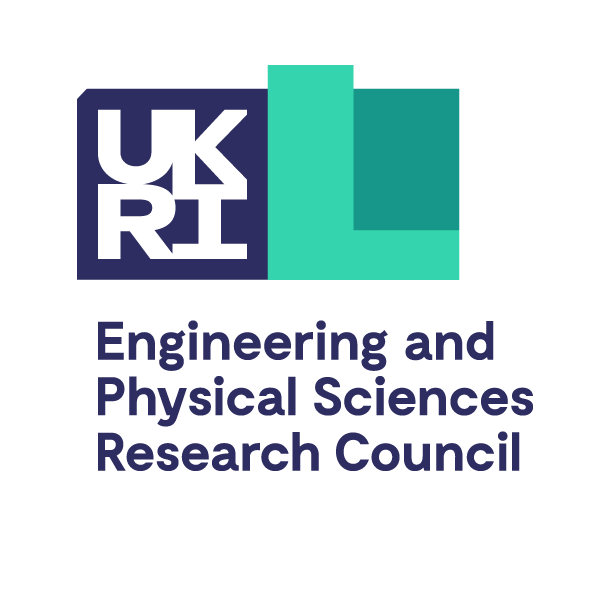 UK
RI
Engineering and
Physical Sciences
Research Council